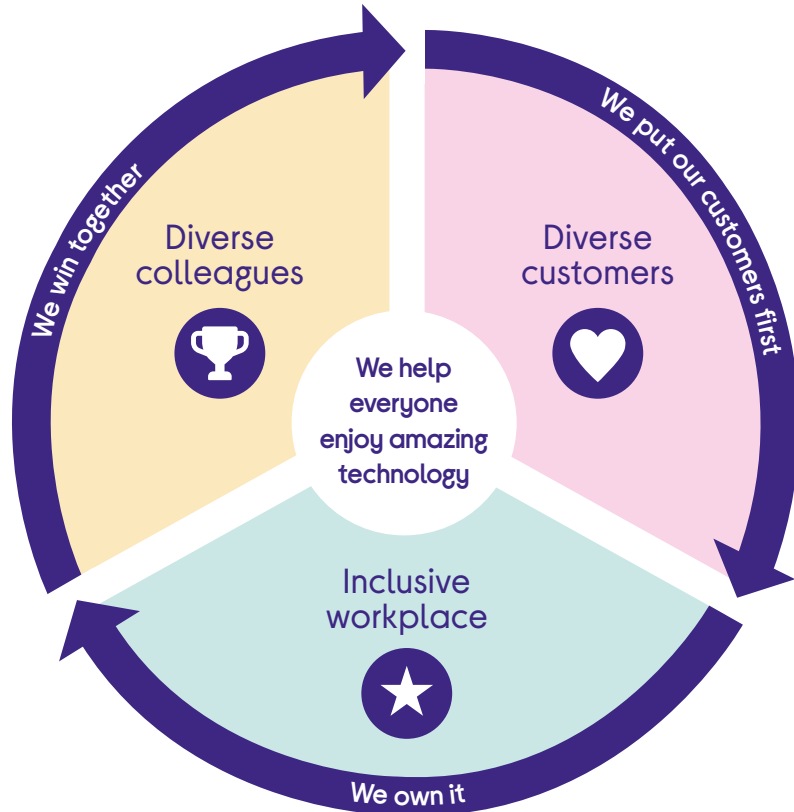 We win together
Diverse
colleagues
We put our customers first
Diverse
customers
We help
everyone
enjoy amazing
technology
Inclusive
workplace
We own it